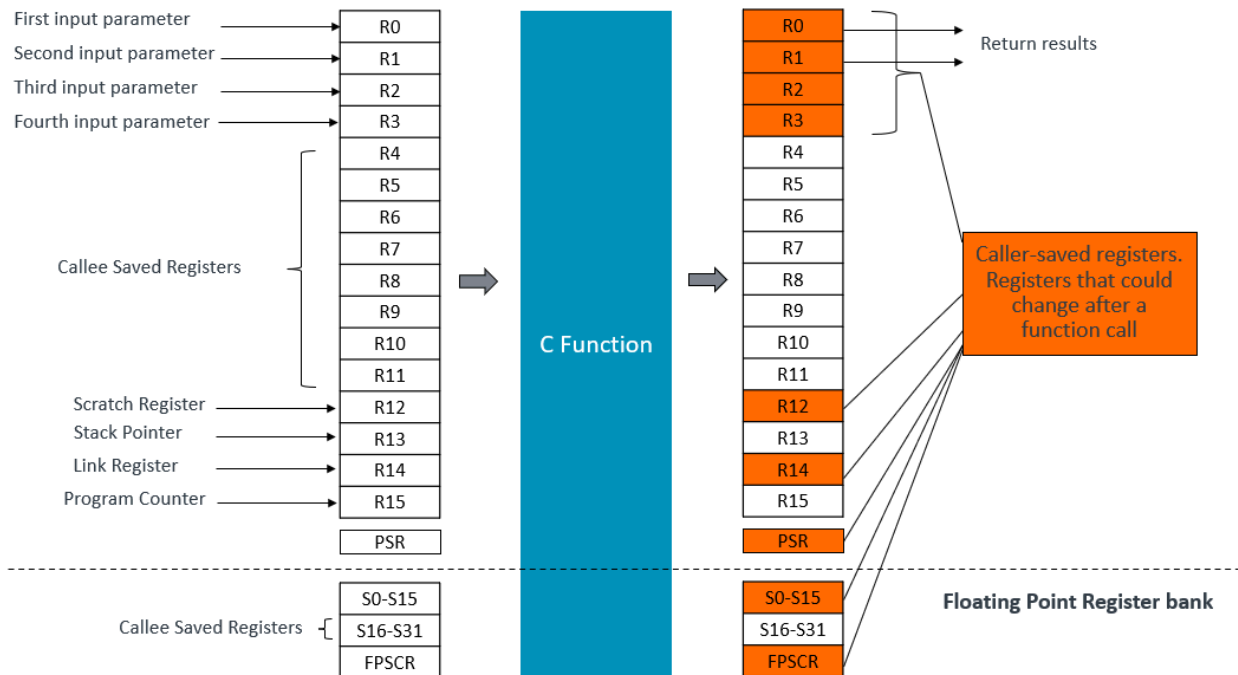 First input parameter
Second input parameter
Third input parameter
Fourth input parameter
Callee Saved Registers
Scratch Register
Stack Pointer
Link Register
Program Counter
R0
R1
R2
R3
R4
R5
R6
R7
R8
R9
R10
R11
R12
R13
R14
R15
PSR
Callee Saved Registers
S0-S15
S16-S31
FPSCR
C Function
R0
R1
R2
R3
R4
R5
R6
R7
R8
R9
R10
R11
R12
R13
R14
R15
PSR
S0-S15
S16-S31
FPSCR
Return results
Caller-saved registers.
Registers that could
change after a
function call
Floating Point Register bank